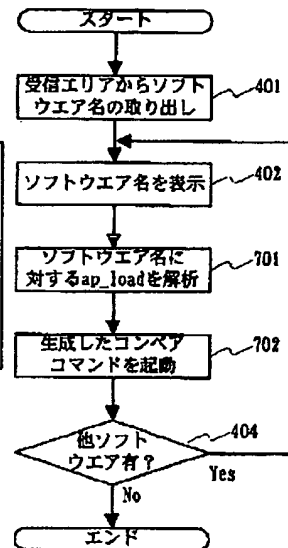 スタート
受信エリアからソフト
ウエア名の取り出し
401
ソフトウエア名を表示
402
ソフトウエア名に
対するap_loadを解析
701
生成したコンペア
コマンドを起動
702
他ソフト
ウエア有?
404
Yes
No
エンド